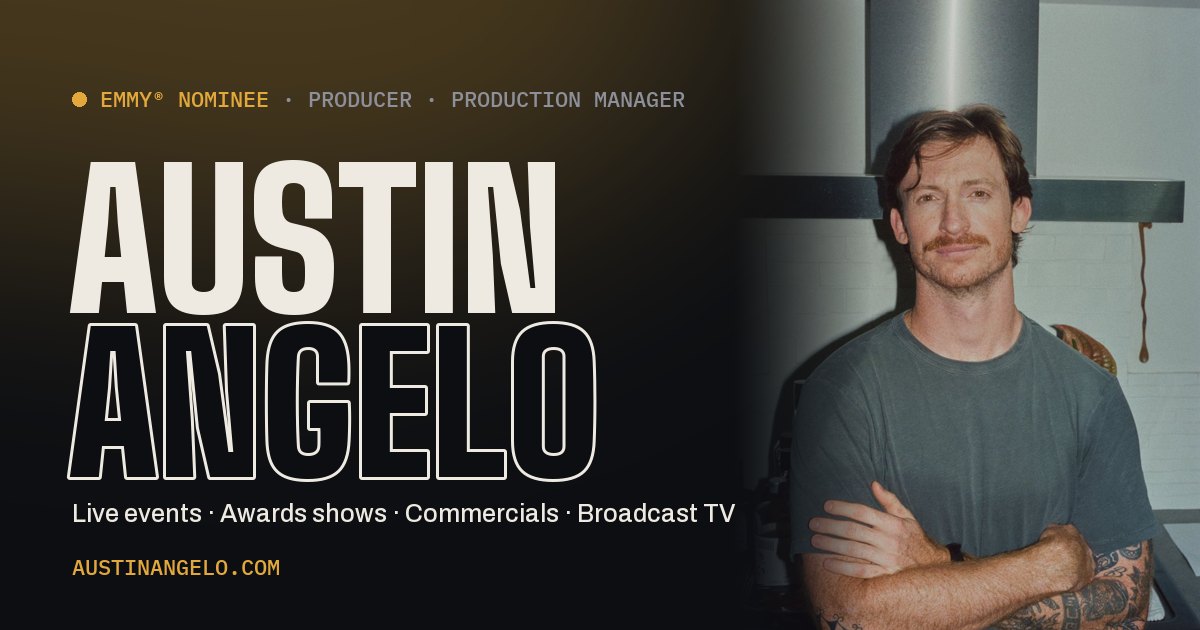 EMMY® NOMINEE · PRODUCER · PRODUCTION MANAGER
AUSTIN
ANGELO
Live events · Awards shows · Commercials · Broadcast TV
AUSTINANGELO.COM